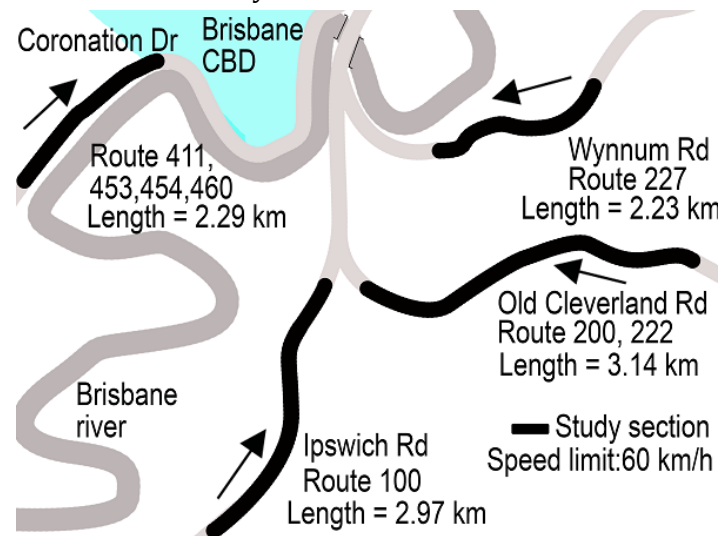 Coronation Dr
Brisbane
CBD
Route 411,
453,454,460
Length = 2.29 km
Wynnum Rd
Route 227
Length = 2.23 km
Old Cleverland Rd
Route 200, 222
Length = 3.14 km
Brisbane
river
Ipswich Rd
Route 100
Length = 2.97 km
Study section
Speed limit:60 km/h